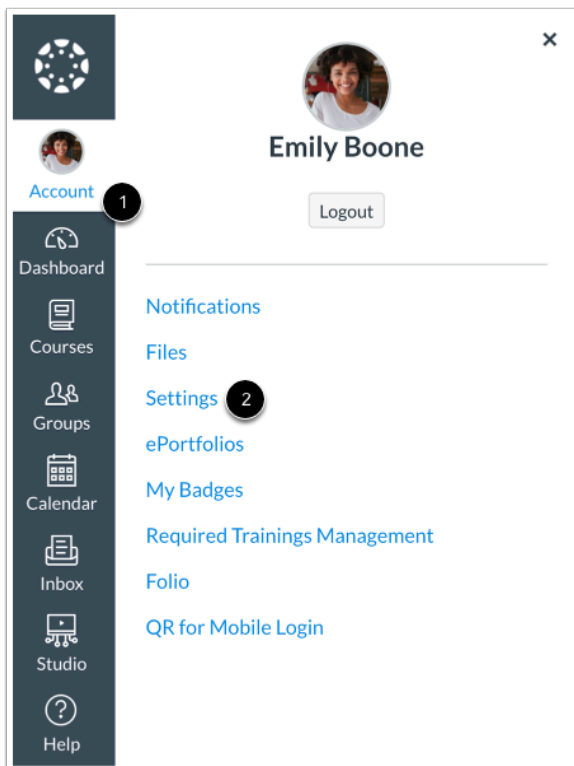 Account
1
Dashboard
Courses
Groups
Calendar
Inbox
Studio
Help
×
Emily Boone
Logout
Notifications
Files
Settings 2
ePortfolios
My Badges
Required Trainings Management
Folio
QR for Mobile Login